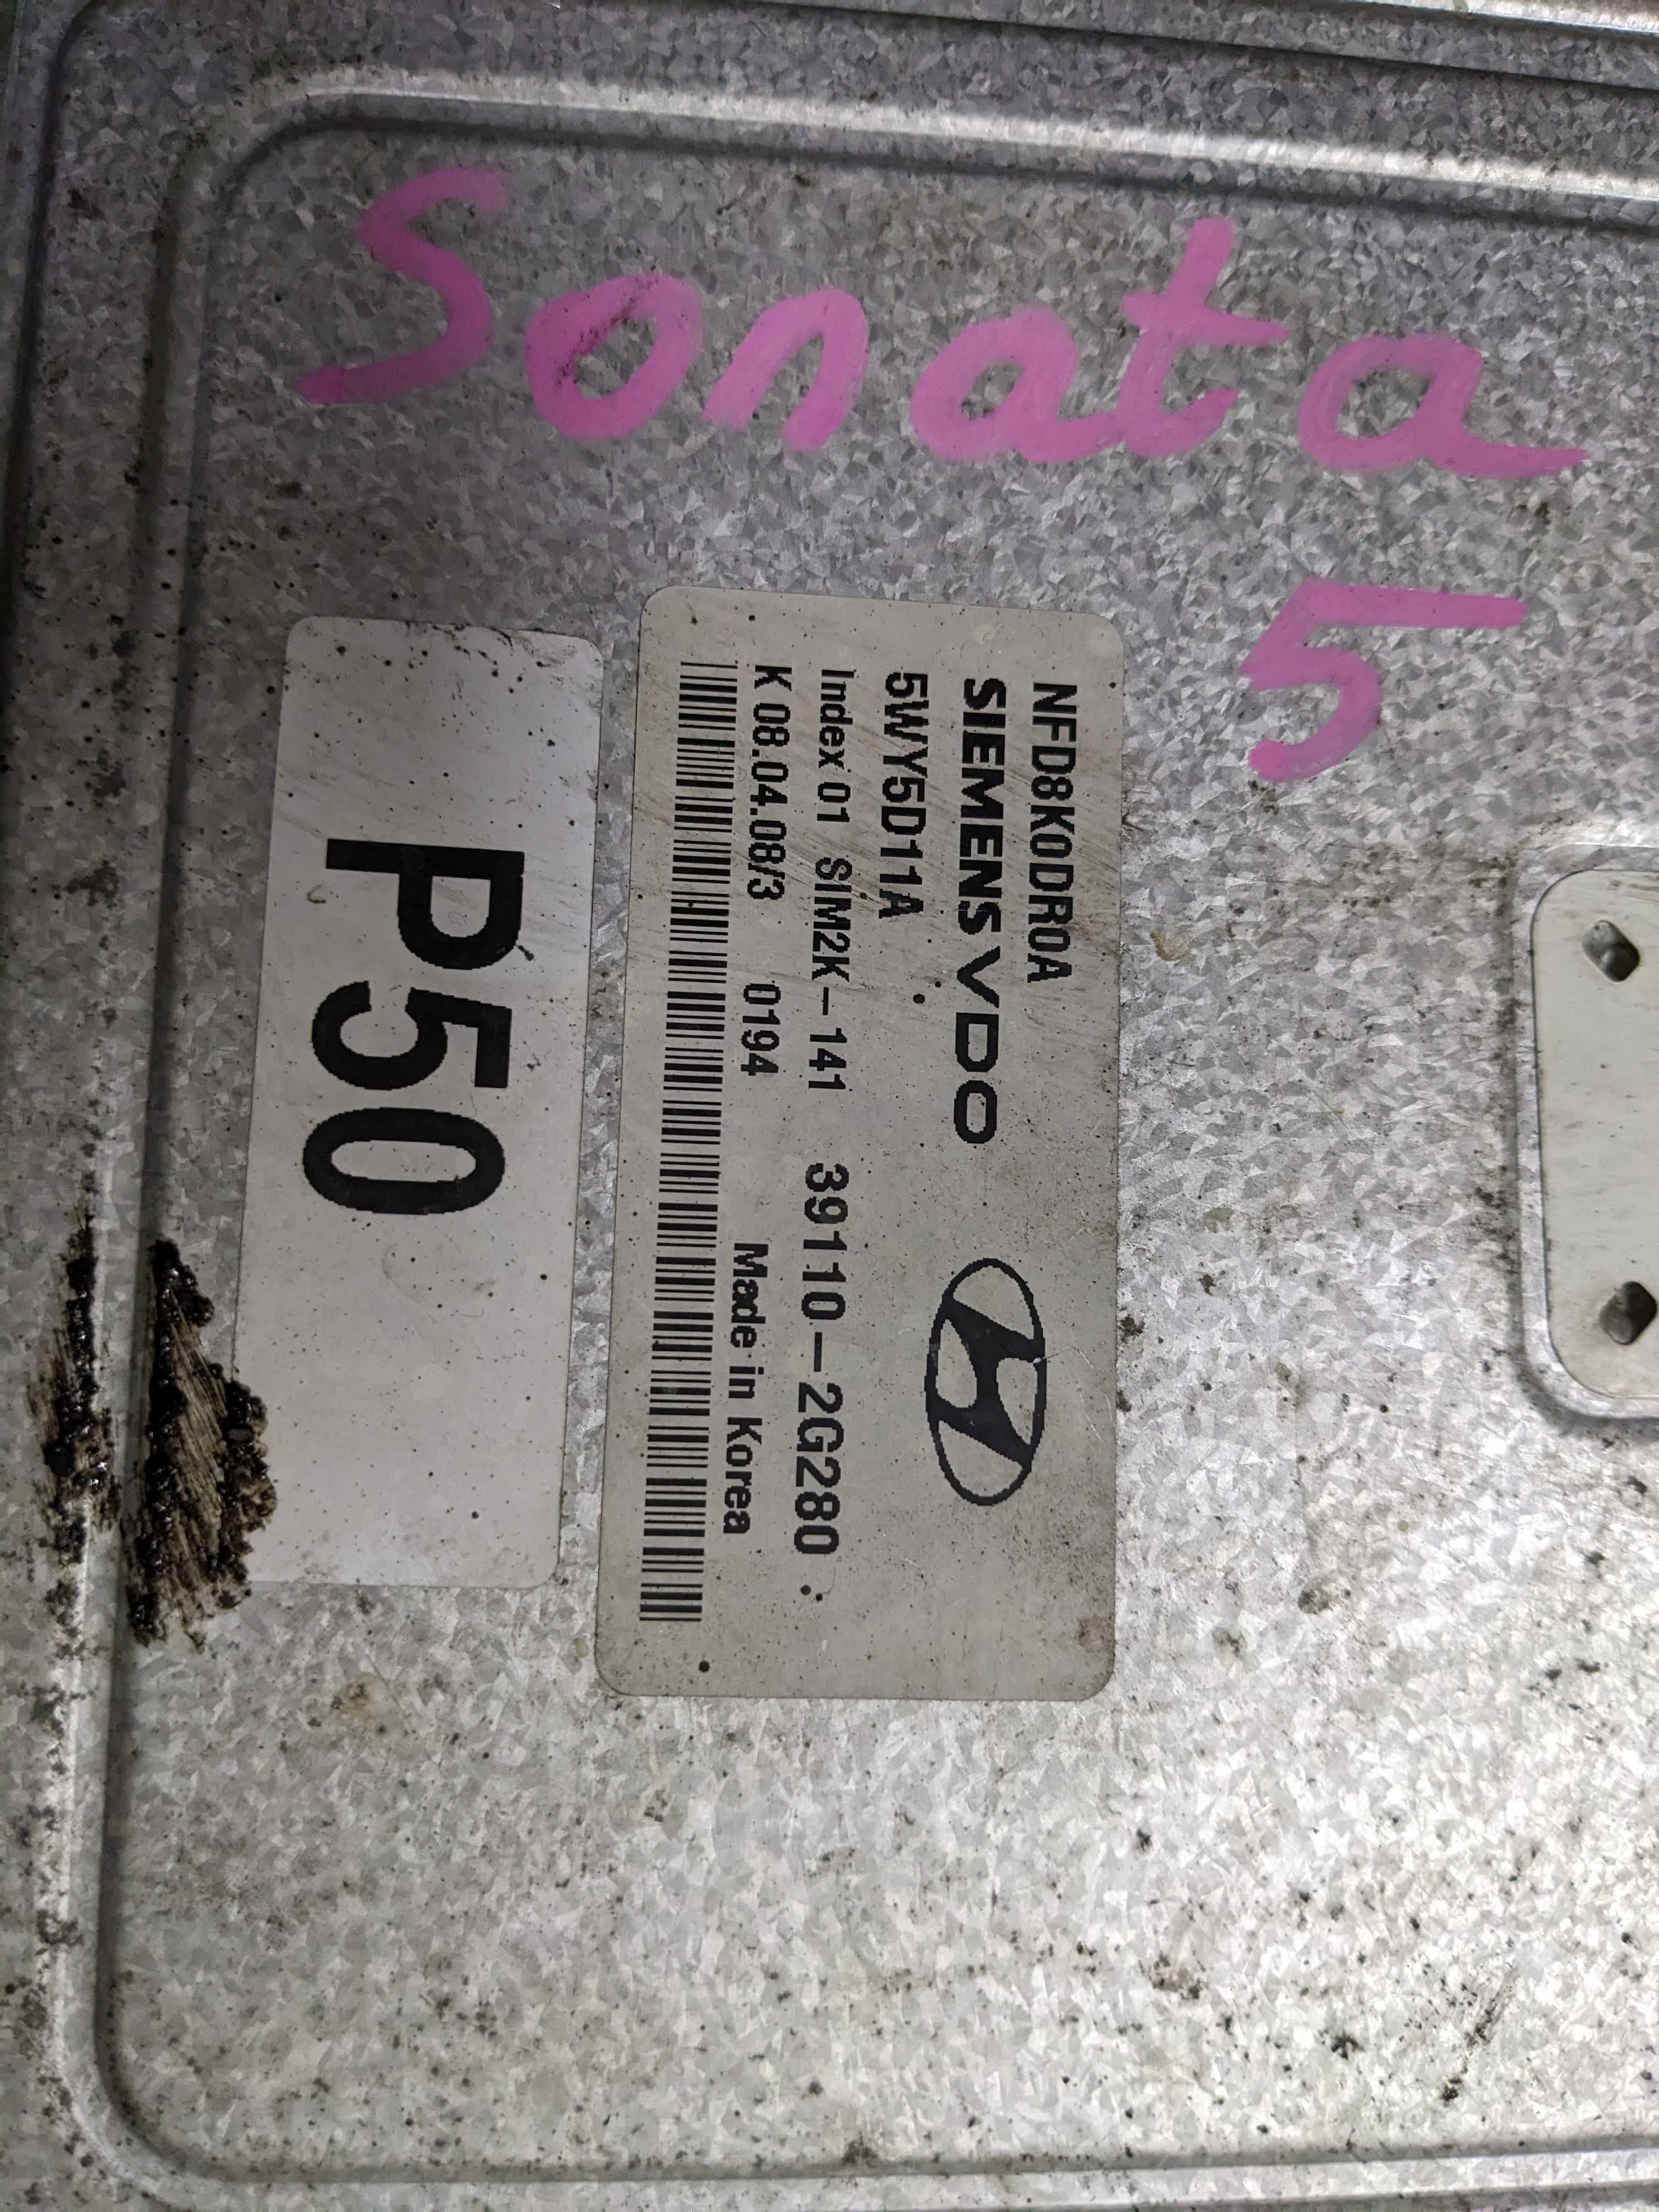 Sonata
5
NFD8K0DR0A
SIEMENS VDO
5WY5D11A
Index 01 SIM2K-141 39110-2G280
K 08.04.08/3 0194 Made in Korea
P50